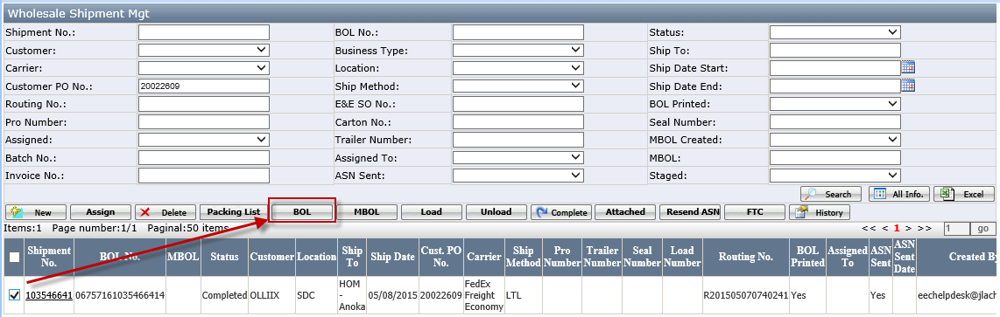 Wholesale Shipment Mgt
Shipment No.: BOL No.: Status:
Customer: Business Type: Ship To:
Carrier: Location: Ship Date Start:
Customer PO No.: 20022609 Ship Method: Ship Date End:
Routing No.: E&E SO No.: BOL Printed:
Pro Number: Carton No.: Seal Number:
Assigned: Trailer Number: MBOL Created:
Batch No.: Assigned To: MBOL:
Invoice No.: ASN Sent: Staged:
Search All Info. Excel
New Assign Delete Packing List BOL MBOL Load Unload Complete Attached Resend ASN FTC History
Items:1 Page number:1/1 Paginal:50 items << < 1 > >> 1 go
Shipment No. BOL No. MBOL Status Customer Location Ship To Ship Date Cust. PO No. Carrier Ship Method Pro Number Trailer Number Seal Number Load Number Routing No. BOL Printed Assigned To ASN Sent ASN Sent Date Created By
103546641 06757161035466414 Completed OLLIIX SDC HOM - Anoka 05/08/2015 20022609 FedEx Freight Economy LTL R201505070740241 Yes Yes eechelpdesk@jlach